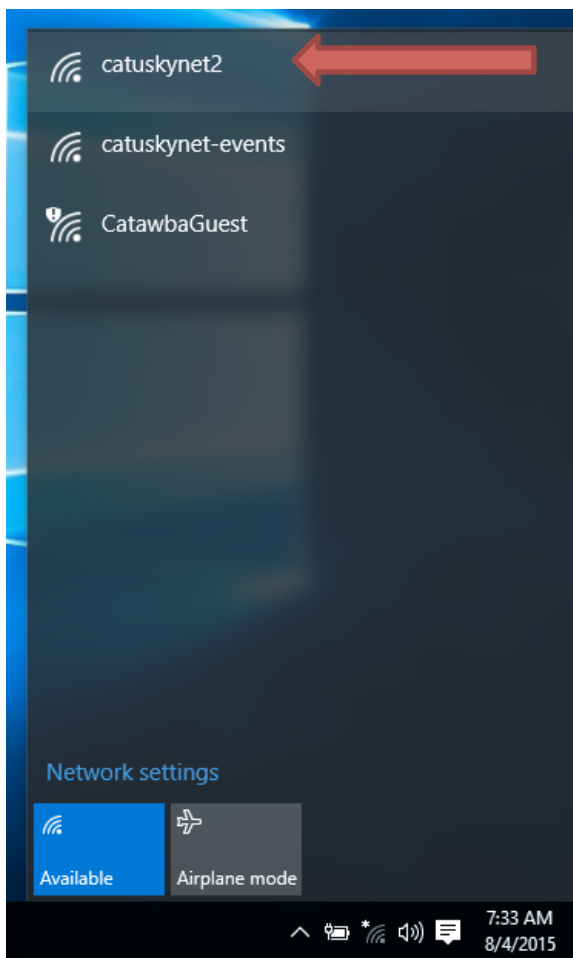 catuskynet2
catuskynet-events
CatawbaGuest
Network settings
Available
Airplane mode
7:33 AM
8/4/2015